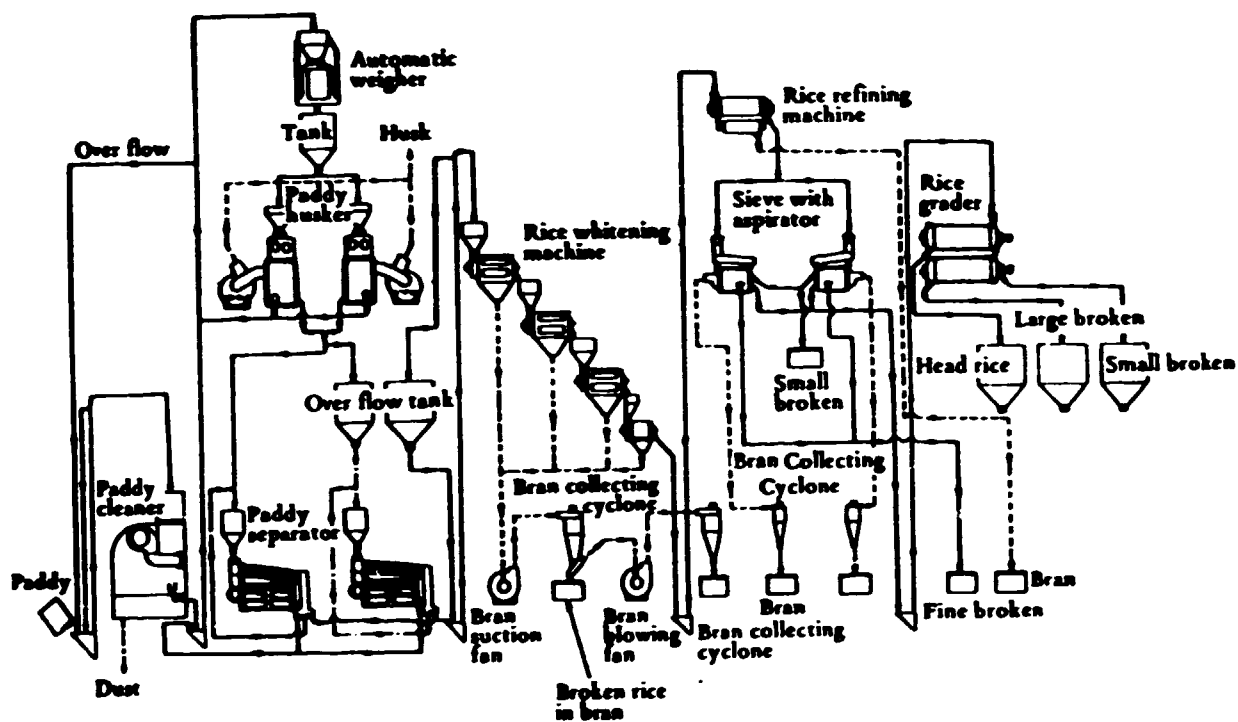 Automatic
weigher
Tank
Husk
Over flow
Paddy
husker
Rice whitening
machine
Rice refining
machine
Sieve with
aspirator
Rice
grader
Large broken
Head rice
Small broken
Small
broken
Over flow tank
Paddy
cleaner
Paddy
separator
Bran collecting
cyclone
Bran Collecting
Cyclone
Paddy
Dust
Bran
suction
fan
Broken rice
in bran
Bran
blowing
fan
Bran
Bran collecting
cyclone
Fine broken
Bran